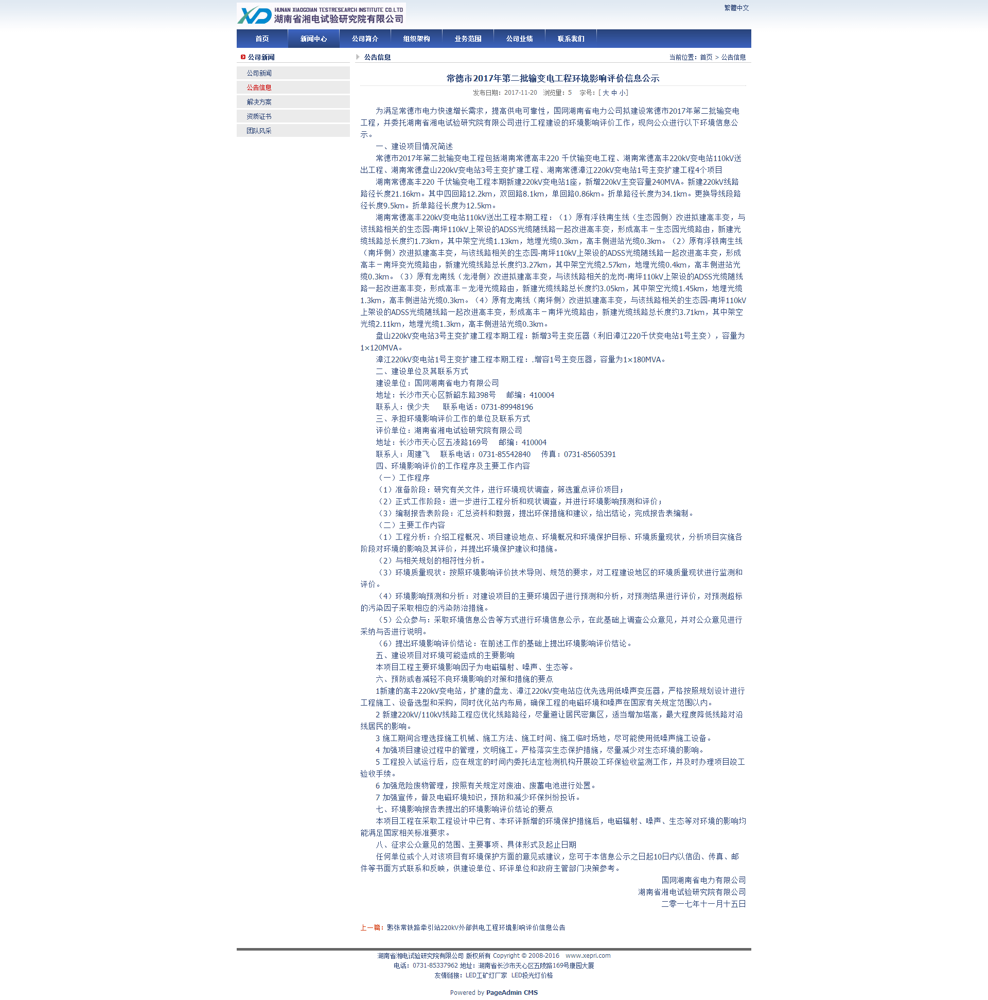 HUNAN XIAOGDIAN TESTRESEARCH INSTITUTE CO.LTD
湖南省湘电试验研究院有限公司
繁體中文
首页 新闻中心 公司简介 组织架构 业务范围 公司业绩 联系我们
公司新闻
公司新闻
公告信息
解决方案
资质证书
团队风采
公告信息
当前位置：首页 > 公告信息
常德市2017年第二批输变电工程环境影响评价信息公示
发布日期：2017-11-20 浏览量：5 字号：[ 大 中 小]
为满足常德市电力快速增长需求，提高供电可靠性，国网湖南省电力公司拟建设常德市2017年第二批输变电
工程，并委托湖南省湘电试验研究院有限公司进行工程建设的环境影响评价工作，现向公众进行以下环境信息公
示。
一、建设项目情况简述
常德市2017年第二批输变电工程包括湖南常德高丰220 千伏输变电工程、湖南常德高丰220kV变电站110kV送
出工程、湖南常德盘山220kV变电站3号主变扩建工程、湖南常德漳江220kV变电站1号主变扩建工程4个项目
湖南常德高丰220 千伏输变电工程本期新建220kV变电站1座，新增220kV主变容量240MVA。新建220kV线路
路径长度21.16km。其中四回路12.2km，双回路8.1km，单回路0.86km。折单路径长度为34.1km。更换导线段路
径长度9.5km。折单路径长度为12.5km。
湖南常德高丰220kV变电站110kV送出工程本期工程：（1）原有浮铁南生线（生态园侧）改进拟建高丰变，与
该线路相关的生态园-南坪110kV上架设的ADSS光缆随线路一起改进高丰变，形成高丰－生态园光缆路由，新建光
缆线路总长度约1.73km，其中架空光缆1.13km，地埋光缆0.3km，高丰侧进站光缆0.3km。（2）原有浮铁南生线
（南坪侧）改进拟建高丰变，与该线路相关的生态园-南坪110kV上架设的ADSS光缆随线路一起改进高丰变，形成
高丰－南坪变光缆路由，新建光缆线路总长度约3.27km，其中架空光缆2.57km，地埋光缆0.4km，高丰侧进站光
缆0.3km。（3）原有龙南线（龙港侧）改进拟建高丰变，与该线路相关的龙岗-南坪110kV上架设的ADSS光缆随线
路一起改进高丰变，形成高丰－龙港光缆路由，新建光缆线路总长度约3.05km，其中架空光缆1.45km，地埋光缆
1.3km，高丰侧进站光缆0.3km。（4）原有龙南线（南坪侧）改进拟建高丰变，与该线路相关的生态园-南坪110kV
上架设的ADSS光缆随线路一起改进高丰变，形成高丰－南坪光缆路由，新建光缆线路总长度约3.71km，其中架空
光缆2.11km，地埋光缆1.3km，高丰侧进站光缆0.3km。
盘山220kV变电站3号主变扩建工程本期工程：新增3号主变压器（利旧漳江220千伏变电站1号主变），容量为
1×120MVA。
漳江220kV变电站1号主变扩建工程本期工程：.增容1号主变压器，容量为1×180MVA。
二、建设单位及其联系方式
建设单位：国网湖南省电力有限公司
地址：长沙市天心区新韶东路398号 邮编：410004
联系人：侯少夫 联系电话：0731-89948196
三、承担环境影响评价工作的单位及联系方式
评价单位：湖南省湘电试验研究院有限公司
地址：长沙市天心区五凌路169号 邮编：410004
联系人：周建飞 联系电话：0731-85542840 传真：0731-85605391
四、环境影响评价的工作程序及主要工作内容
（一）工作程序
（1）准备阶段：研究有关文件，进行环境现状调查，筛选重点评价项目；
（2）正式工作阶段：进一步进行工程分析和现状调查，并进行环境影响预测和评价；
（3）编制报告表阶段：汇总资料和数据，提出环保措施和建议，给出结论，完成报告表编制。
（二）主要工作内容
（1）工程分析：介绍工程概况、项目建设地点、环境概况和环境保护目标、环境质量现状，分析项目实施各
阶段对环境的影响及其评价，并提出环境保护建议和措施。
（2）与相关规划的相符性分析。
（3）环境质量现状：按照环境影响评价技术导则、规范的要求，对工程建设地区的环境质量现状进行监测和
评价。
（4）环境影响预测和分析：对建设项目的主要环境因子进行预测和分析，对预测结果进行评价，对预测超标
的污染因子采取相应的污染防治措施。
（5）公众参与：采取环境信息公告等方式进行环境信息公示，在此基础上调查公众意见，并对公众意见进行
采纳与否进行说明。
（6）提出环境影响评价结论：在前述工作的基础上提出环境影响评价结论。
五、建设项目对环境可能造成的主要影响
本项目工程主要环境影响因子为电磁辐射、噪声、生态等。
六、预防或者减轻不良环境影响的对策和措施的要点
1新建的高丰220kV变电站，扩建的盘龙、漳江220kV变电站应优先选用低噪声变压器，严格按照规划设计进行
工程施工、设备选型和采购，同时优化站内布局，确保工程的电磁环境和噪声在国家有关规定范围以内。
2 新建220kV/110kV线路工程应优化线路路径，尽量避让居民密集区，适当增加塔高，最大程度降低线路对沿
线居民的影响。
3 施工期间合理选择施工机械、施工方法、施工时间、施工临时场地，尽可能使用低噪声施工设备。
4 加强项目建设过程中的管理，文明施工。严格落实生态保护措施，尽量减少对生态环境的影响。
5 工程投入试运行后，应在规定的时间内委托法定检测机构开展竣工环保验收监测工作，并及时办理项目竣工
验收手续。
6 加强危险废物管理，按照有关规定对废油、废蓄电池进行处置。
7 加强宣传，普及电磁环境知识，预防和减少环保纠纷投诉。
七、环境影响报告表提出的环境影响评价结论的要点
本项目工程在采取工程设计中已有、本环评新增的环境保护措施后，电磁辐射、噪声、生态等对环境的影响均
能满足国家相关标准要求。
八、征求公众意见的范围、主要事项、具体形式及起止日期
任何单位或个人对该项目有环境保护方面的意见或建议，您可于本信息公示之日起10日内以信函、传真、邮
件等书面方式联系和反映，供建设单位、环评单位和政府主管部门决策参考。
国网湖南省电力有限公司
湖南省湘电试验研究院有限公司
二零一七年十一月十五日
上一篇：黔张常铁路牵引站220kV外部供电工程环境影响评价信息公告
湖南省湘电试验研究院有限公司 版权所有 Copyright © 2008-2016 www.xepri.com
电话：0731-85337962 地址：湖南省长沙市天心区五陵路169号康园大厦
友情链接：LED工矿灯厂家 LED投光灯价格
Powered by PageAdmin CMS